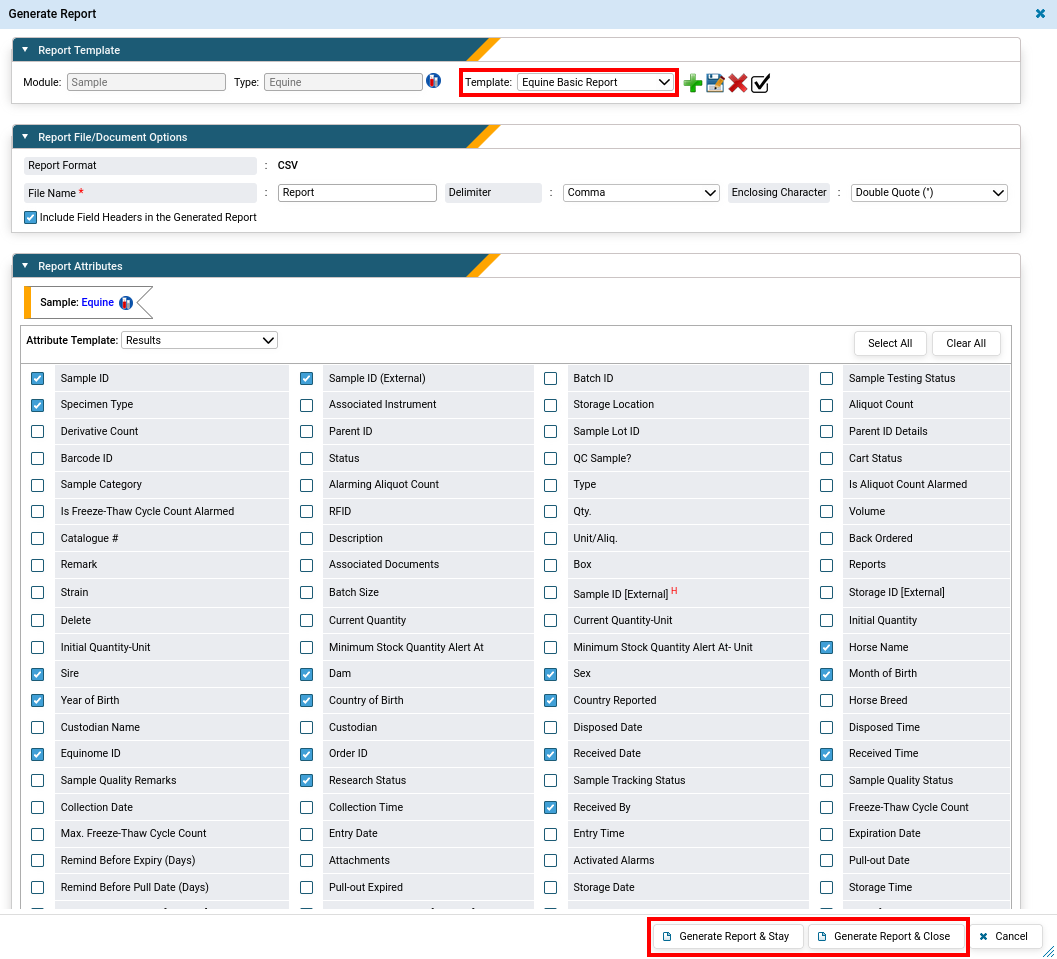 Generate Report
Report Template
Module: Sample Type: Equine Template: Equine Basic Report
Report File/Document Options
Report Format : CSV
File Name * : Report Delimiter : Comma Enclosing Character : Double Quote (")
Include Field Headers in the Generated Report
Report Attributes
Sample: Equine
Attribute Template: Results Select All Clear All
Sample ID Sample ID (External) Batch ID Sample Testing Status
Specimen Type Associated Instrument Storage Location Aliquot Count
Derivative Count Parent ID Sample Lot ID Parent ID Details
Barcode ID Status QC Sample? Cart Status
Sample Category Alarming Aliquot Count Type Is Aliquot Count Alarmed
Is Freeze-Thaw Cycle Count Alarmed RFID Qty. Volume
Catalogue # Description Unit/Aliq. Back Ordered
Remark Associated Documents Box Reports
Strain Batch Size Sample ID [External] H Storage ID [External]
Delete Current Quantity Current Quantity-Unit Initial Quantity
Initial Quantity-Unit Minimum Stock Quantity Alert At Minimum Stock Quantity Alert At- Unit Horse Name
Sire Dam Sex Month of Birth
Year of Birth Country of Birth Country Reported Horse Breed
Custodian Name Custodian Disposed Date Disposed Time
Equinome ID Order ID Received Date Received Time
Sample Quality Remarks Research Status Sample Tracking Status Sample Quality Status
Collection Date Collection Time Received By Freeze-Thaw Cycle Count
Max. Freeze-Thaw Cycle Count Entry Date Entry Time Expiration Date
Remind Before Expiry (Days) Attachments Activated Alarms Pull-out Date
Remind Before Pull Date (Days) Pull-out Expired Storage Date Storage Time
Generate Report & Stay Generate Report & Close Cancel